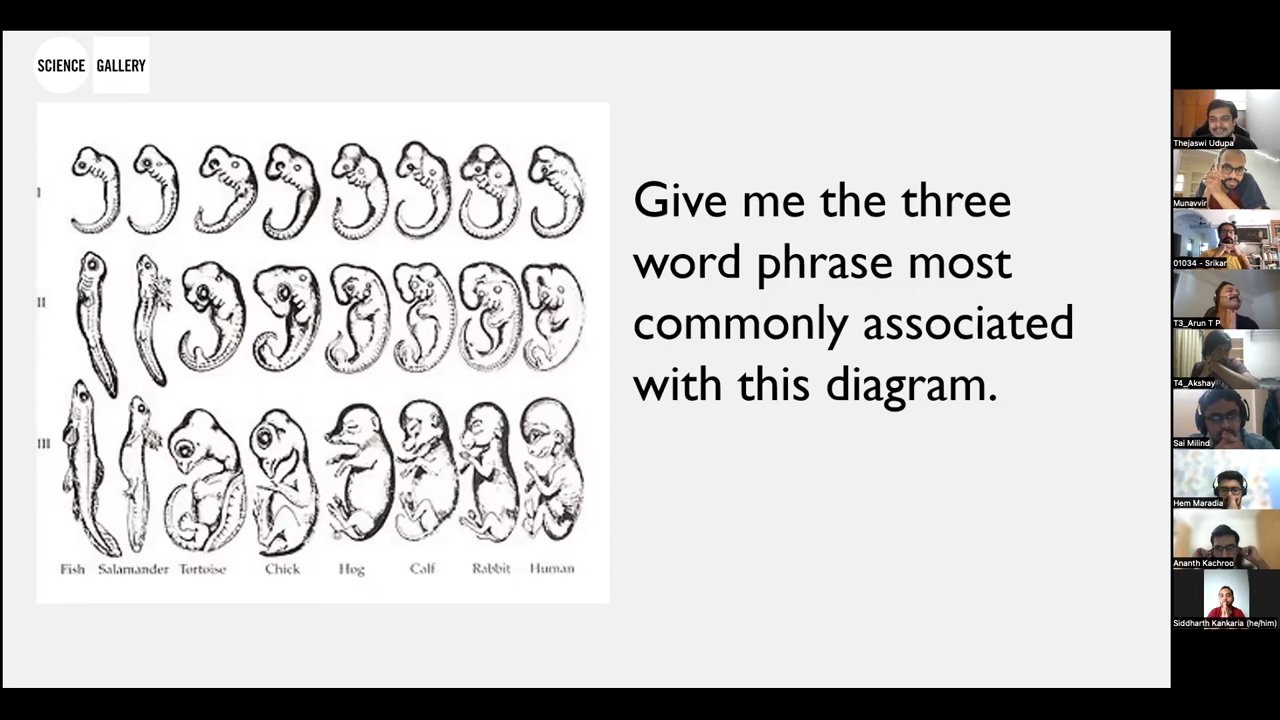 SCIENCE GALLERY
Give me the three
word phrase most
commonly associated
with this diagram.
I
II
III
Fish Salamander Tortoise Chick Hog Calf Rabbit Human
Thejaswi Udupa
Munavvir
01034 - Srikar
T3_Arun T P
T4_Akshay
Sai Milind
Hem Maradia
Ananth Kachroo
Siddharth Kankaria (he/him)